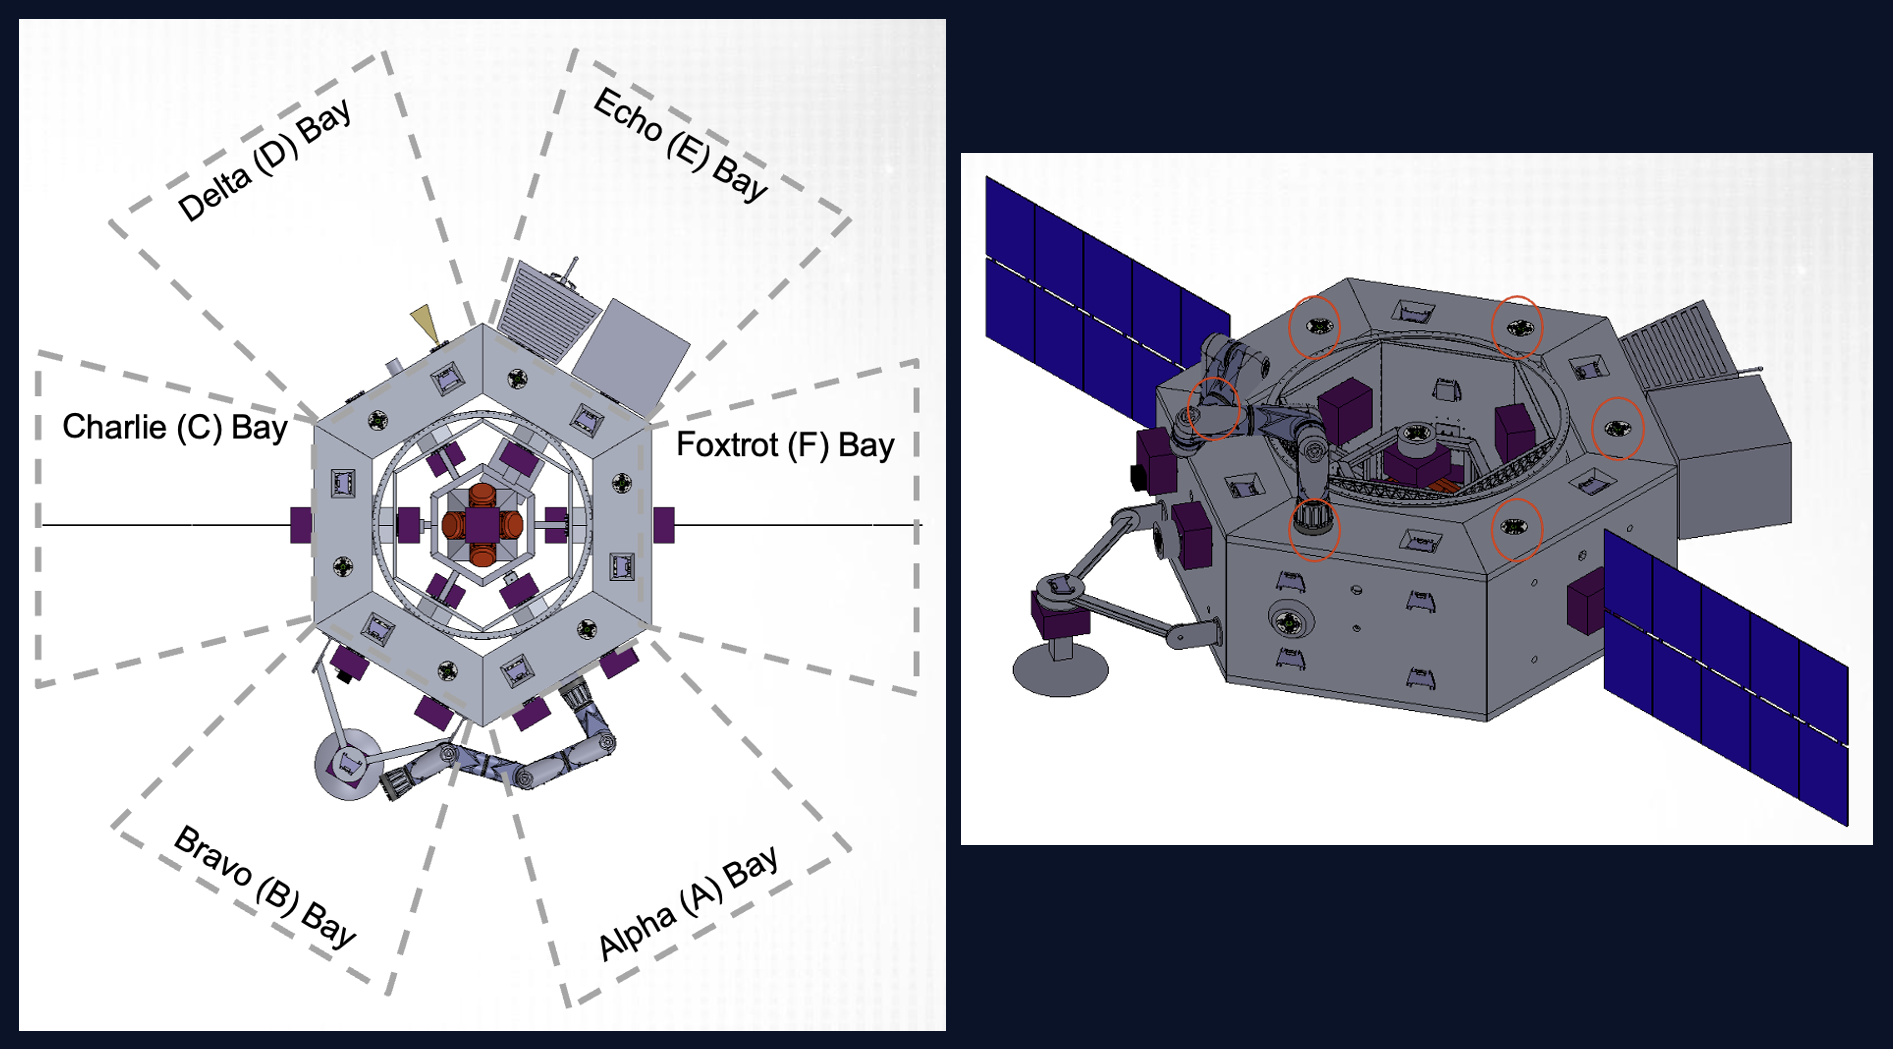 Delta (D) Bay
Echo (E) Bay
Charlie (C) Bay
Foxtrot (F) Bay
Bravo (B) Bay
Alpha (A) Bay